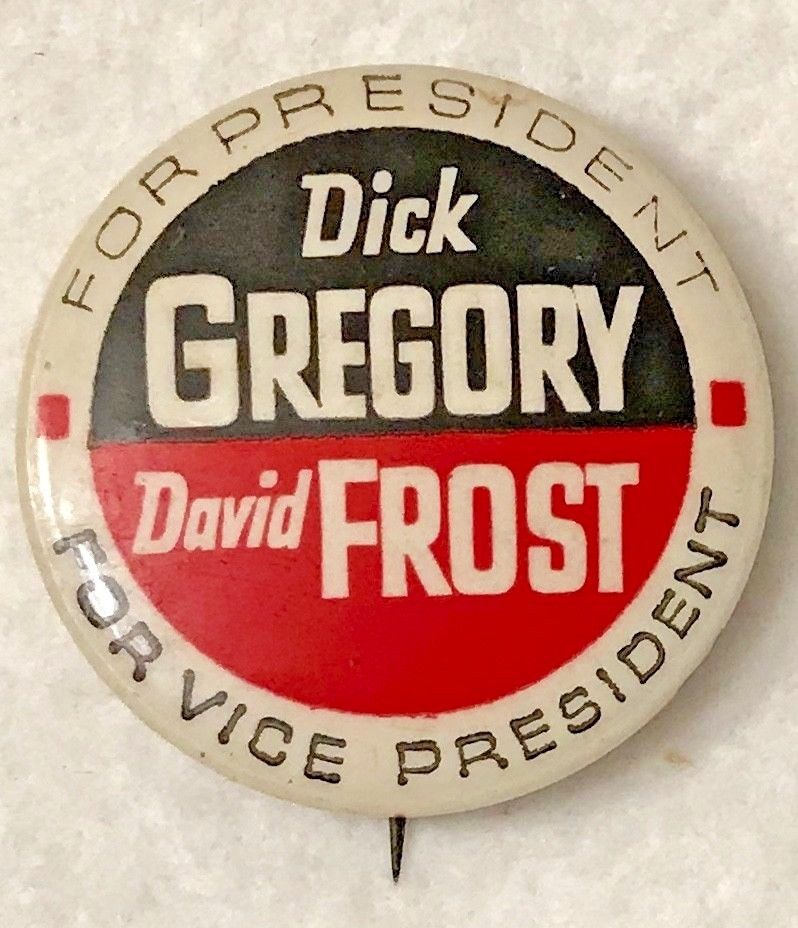 FOR PRESIDENT
Dick
GREGORY
David FROST
FOR VICE PRESIDENT